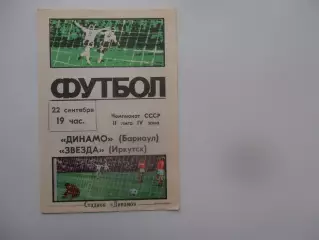 ФУТБОЛ
22 сентября
19 час.
Чемпионат СССР
II лига IV зона
«ДИНАМО» (Барнаул)
«ЗВЕЗДА» (Иркутск)
Стадион «Динамо»